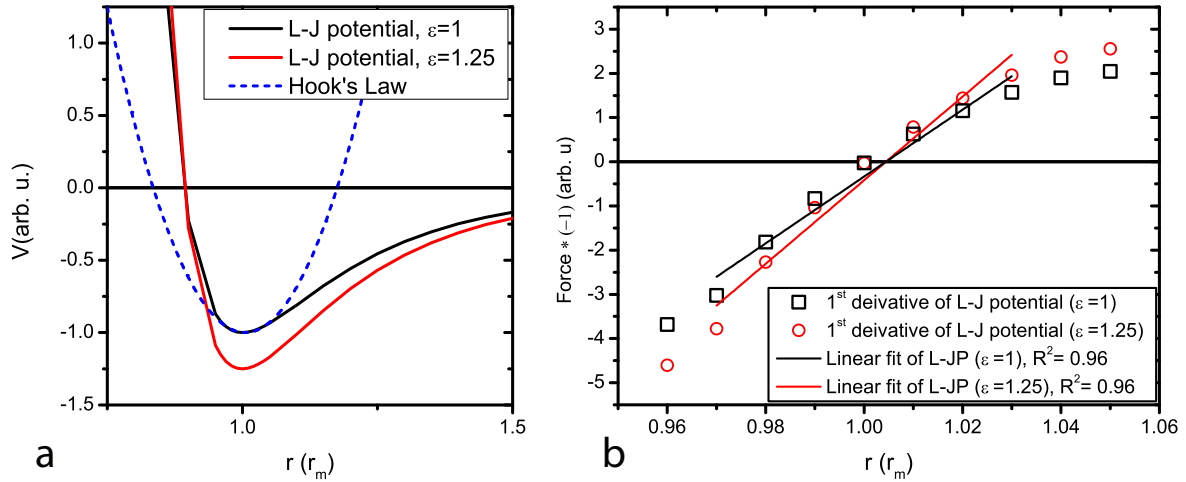 L-J potential, ε=1
L-J potential, ε=1.25
Hook's Law
1.0
0.5
0.0
-0.5
-1.0
-1.5
V(arb. u.)
1.0
1.5
r (rm)
a
3
2
1
0
-1
-2
-3
-4
-5
Force * (-1) (arb. u)
1st deivative of L-J potential (ε=1)
1st deivative of L-J potential (ε=1.25)
Linear fit of L-JP (ε=1), R2= 0.96
Linear fit of L-JP (ε=1.25), R2= 0.96
0.96
0.98
1.00
1.02
1.04
1.06
r (rm)
b